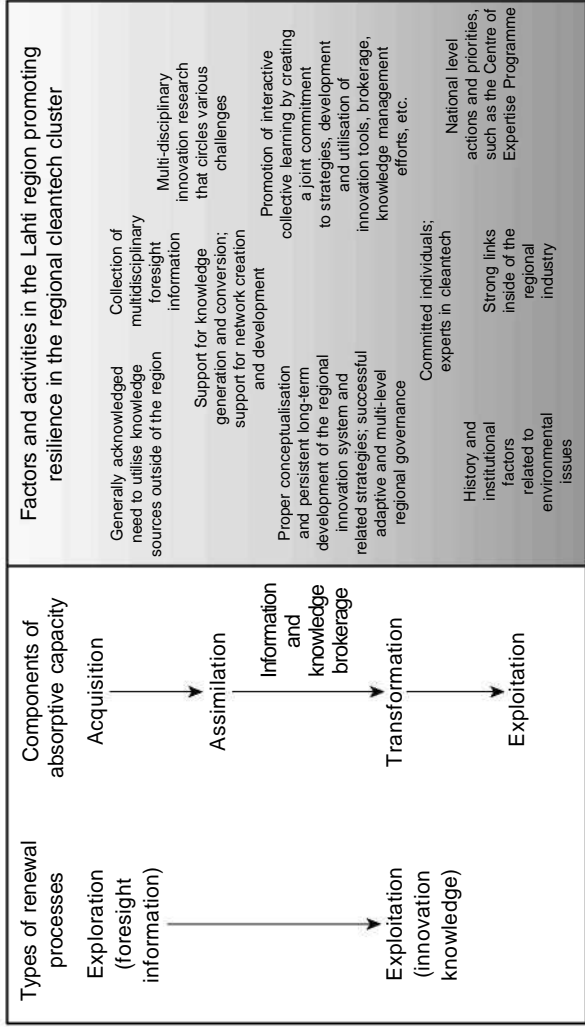 Types of renewal
processes
Exploration
(foresight
information)
Exploitation
(innovation
knowledge)
Components of
absorptive capacity
Acquisition
Assimilation
Information
and
knowledge
brokerage
Transformation
Exploitation
Factors and activities in the Lahti region promoting
resilience in the regional cleantech cluster
Generally acknowledged
need to utilise knowledge
sources outside of the region
Collection of
multidisciplinary
foresight
information
Multi-disciplinary
innovation research
that circles various
challenges
Support for knowledge
generation and conversion;
support for network creation
and development
Proper conceptualisation
and persistent long-term
development of the regional
innovation system and
related strategies; successful
adaptive and multi-level
regional governance
Promotion of interactive
collective learning by creating
a joint commitment
to strategies, development
and utilisation of
innovation tools, brokerage,
knowledge management
efforts, etc.
Committed individuals;
experts in cleantech
History and
institutional
factors
related to
environmental
issues
Strong links
inside of the
regional
industry
National level
actions and priorities,
such as the Centre of
Expertise Programme